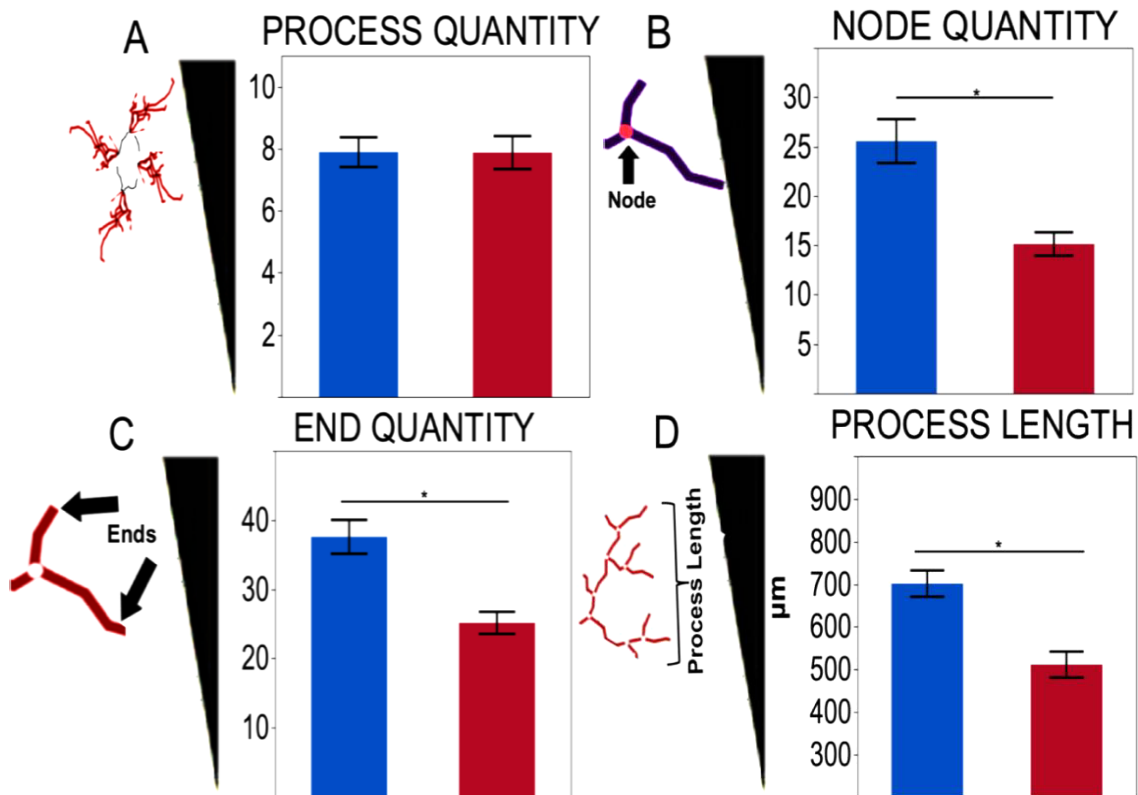 A
PROCESS QUANTITY
10
8
6
4
2
B
NODE QUANTITY
Node
30
25
20
15
10
5
*
C
END QUANTITY
Ends
40
30
20
10
*
D
PROCESS LENGTH
Process Length
µm
900
800
700
600
500
400
300
*